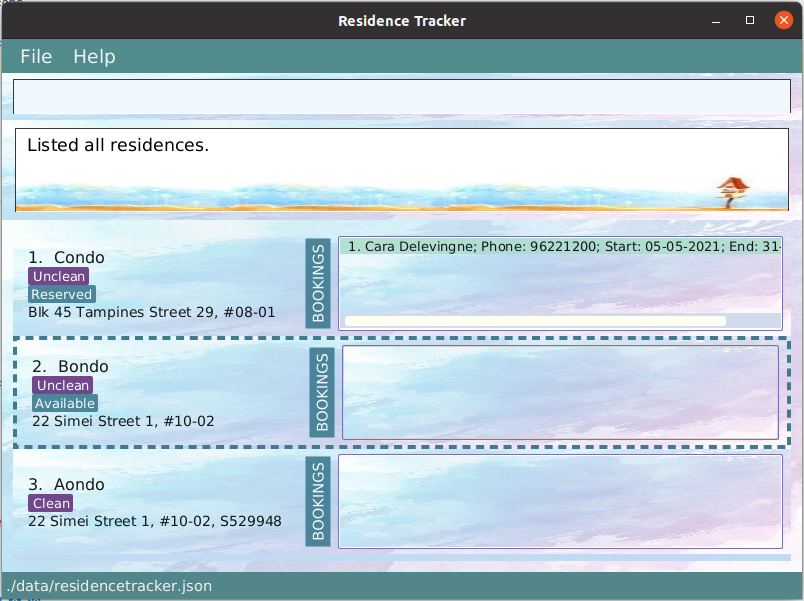 Residence Tracker
File Help
Listed all residences.
1. Condo
Unclean
Reserved
Blk 45 Tampines Street 29, #08-01
BOOKINGS
1. Cara Delevingne; Phone: 96221200; Start: 05-05-2021; End: 31-
2. Bondo
Unclean
Available
22 Simei Street 1, #10-02
BOOKINGS
3. Aondo
Clean
22 Simei Street 1, #10-02, S529948
BOOKINGS
./data/residencetracker.json